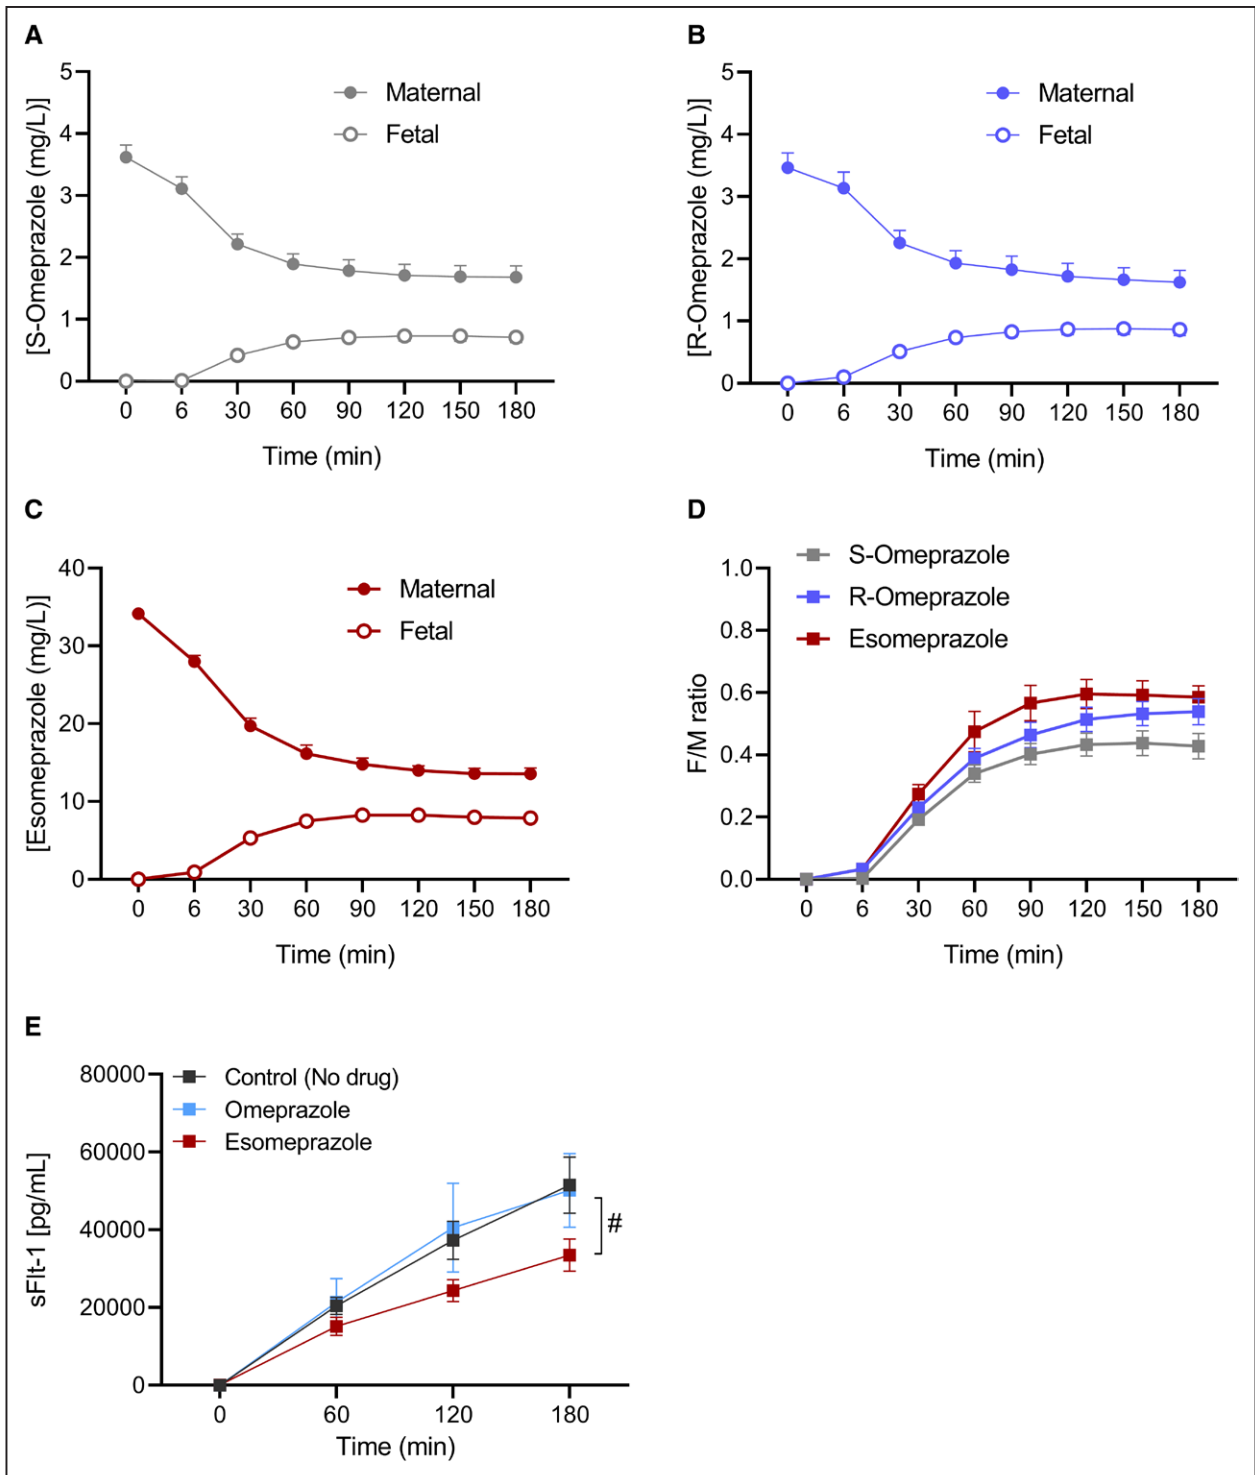 A
[S-Omeprazole (mg/L)]
5
4
3
2
1
0
Maternal
Fetal
0 6 30 60 90 120 150 180
Time (min)
B
[R-Omeprazole (mg/L)]
5
4
3
2
1
0
Maternal
Fetal
0 6 30 60 90 120 150 180
Time (min)
C
[Esomeprazole (mg/L)]
40
30
20
10
0
Maternal
Fetal
0 6 30 60 90 120 150 180
Time (min)
D
F/M ratio
1.0
0.8
0.6
0.4
0.2
0.0
S-Omeprazole
R-Omeprazole
Esomeprazole
0 6 30 60 90 120 150 180
Time (min)
E
sFlt-1 [pg/mL]
80000
60000
40000
20000
0
Control (No drug)
Omeprazole
Esomeprazole
#
0 60 120 180
Time (min)